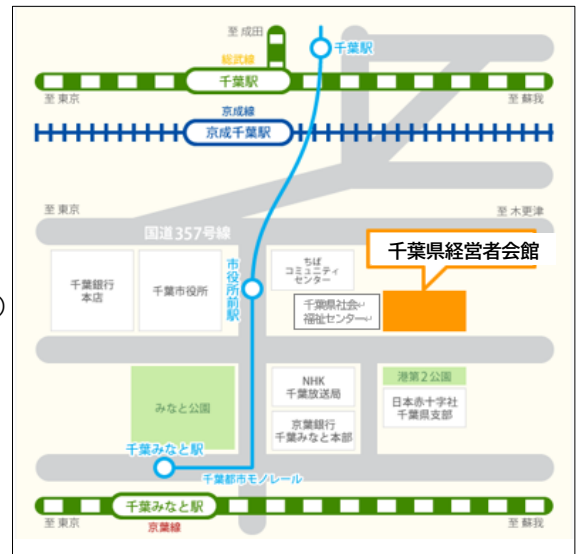 至 成田
千葉駅
総武線
千葉駅
至 東京
至 蘇我
京成線
京成千葉駅
至 東京
至 木更津
国道357号線
千葉県経営者会館
千葉銀行
本店
千葉市役所
市役所前駅
ちば
コミュニティ
センター
千葉県社会↵
福祉センター↵
みなと公園
NHK
千葉放送局
港第2公園
日本赤十字社
千葉県支部
京葉銀行
千葉みなと本部
千葉みなと駅
千葉都市モノレール
千葉みなと駅
至 東京
京葉線
至 蘇我